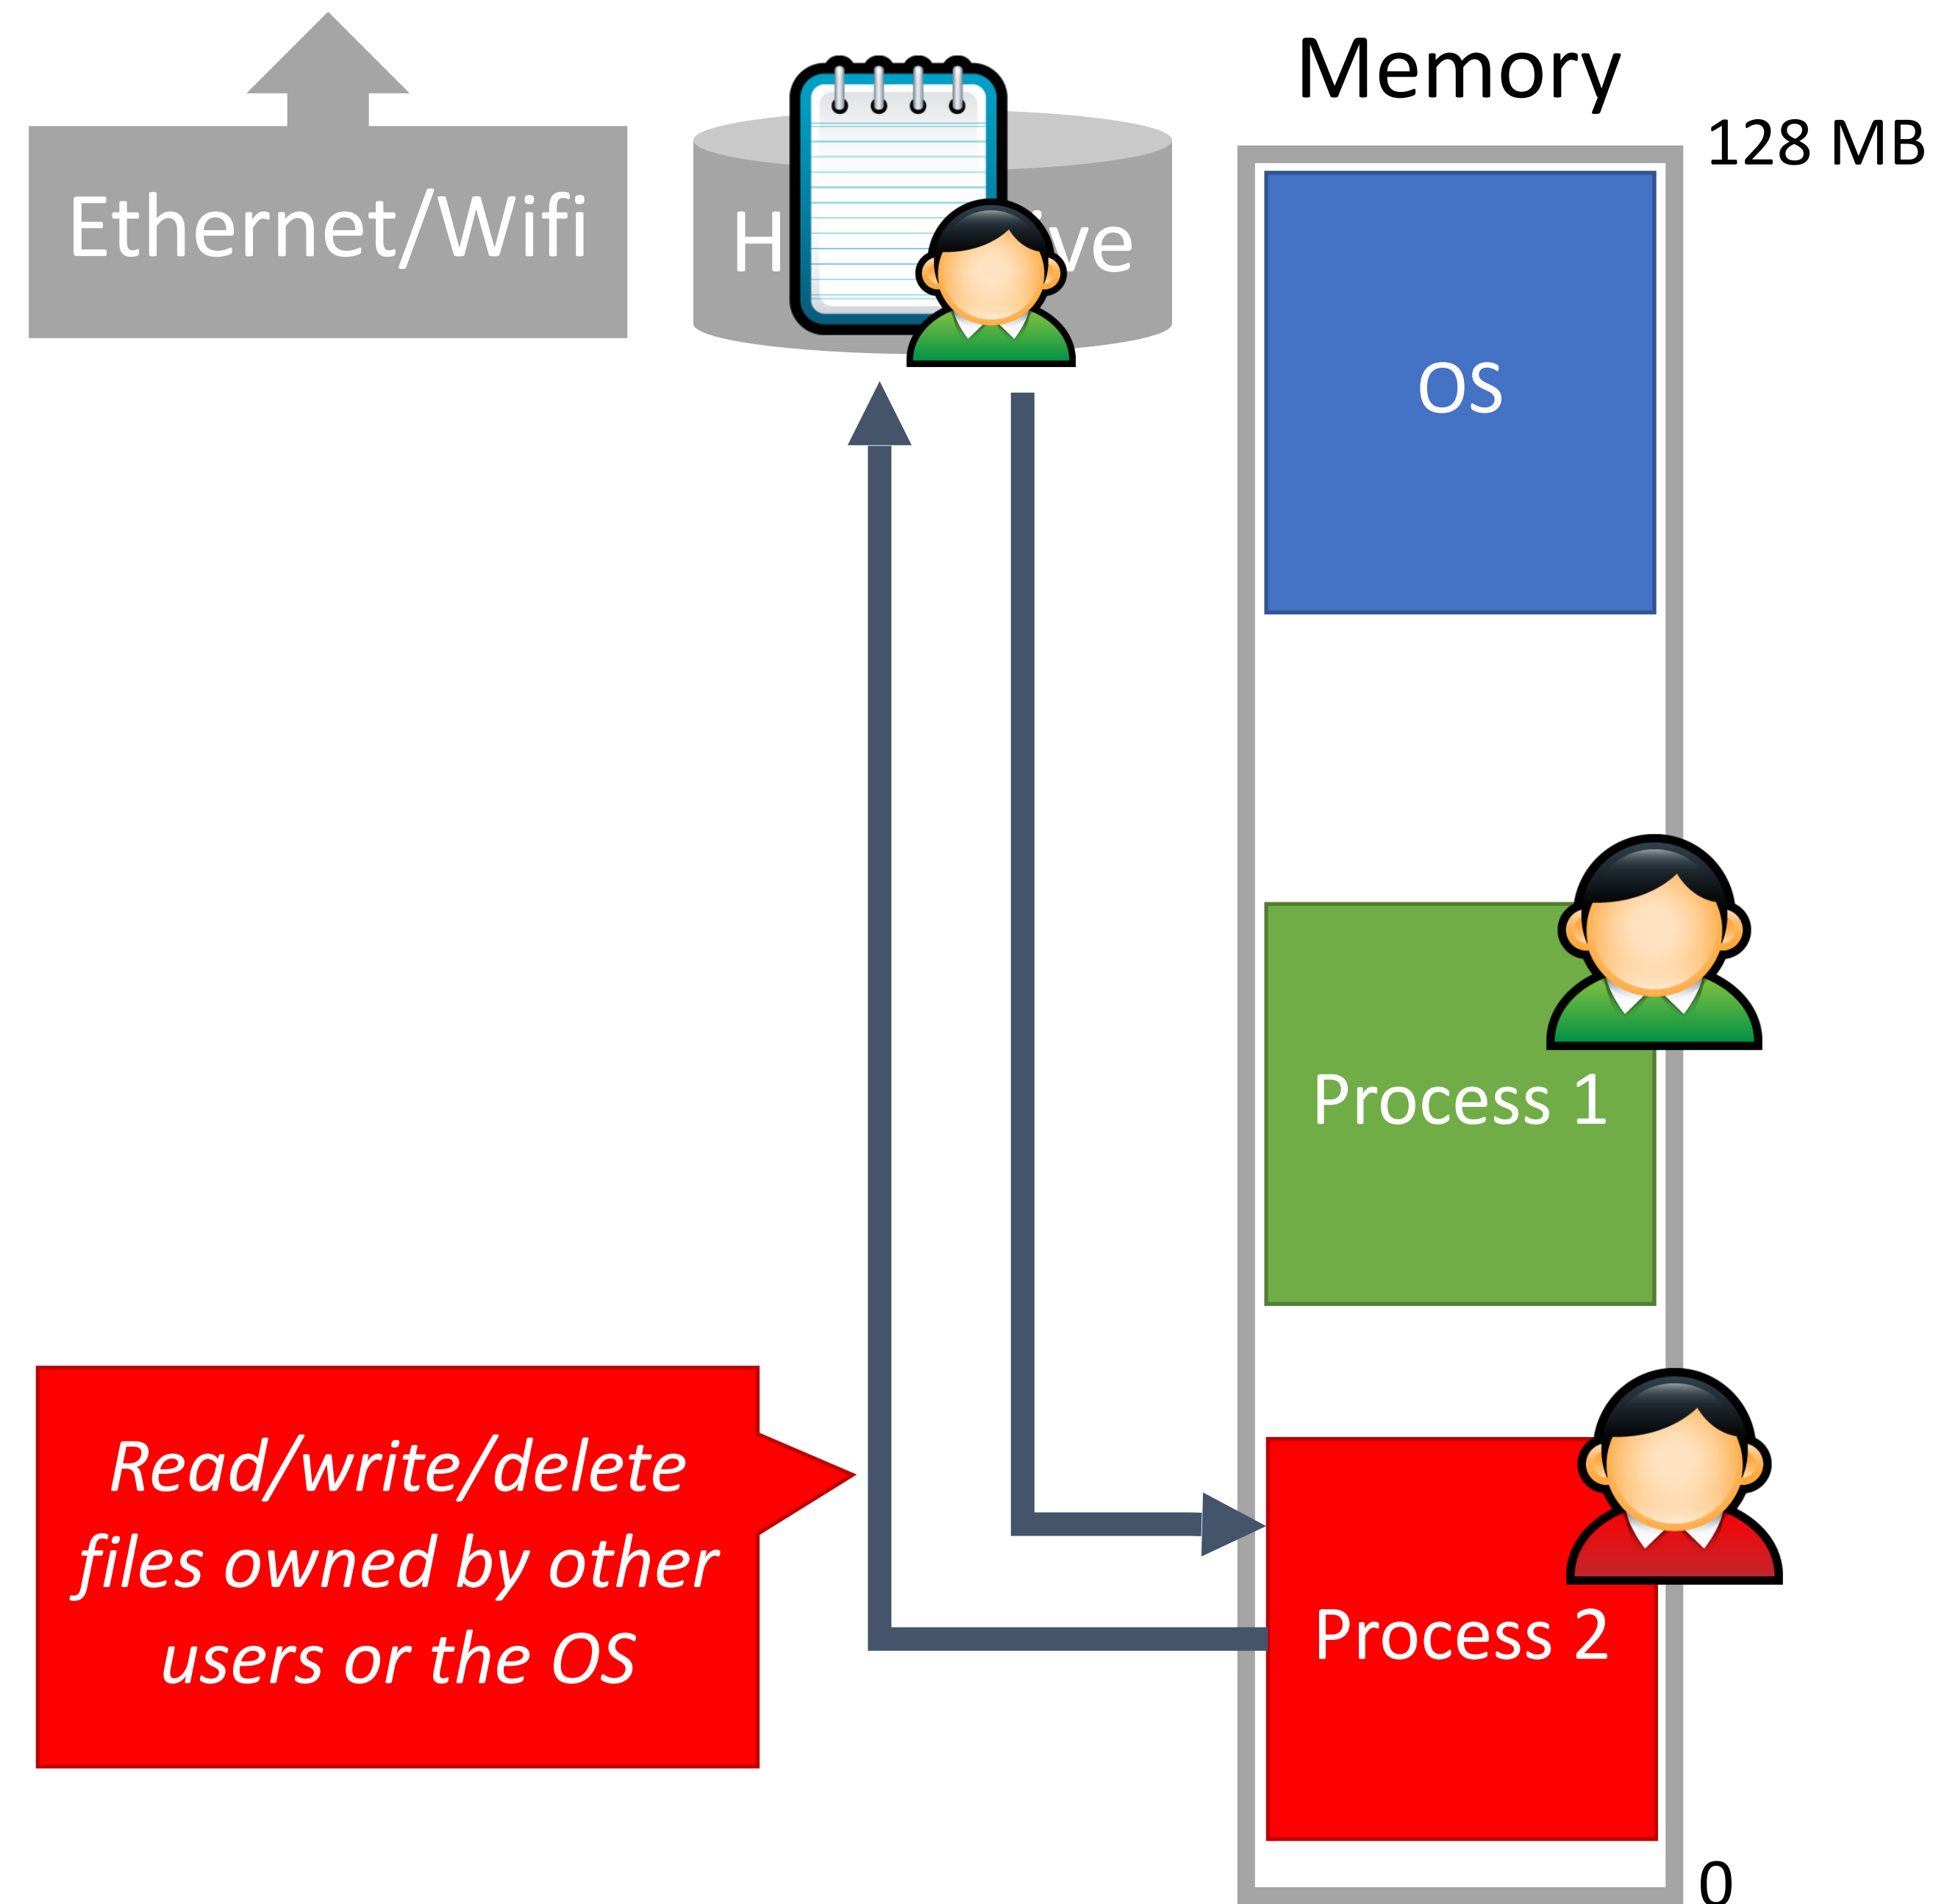 Memory
128 MB
Ethernet/Wifi
OS
Process 1
Read/write/delete
files owned by other
users or the OS
Process 2
0